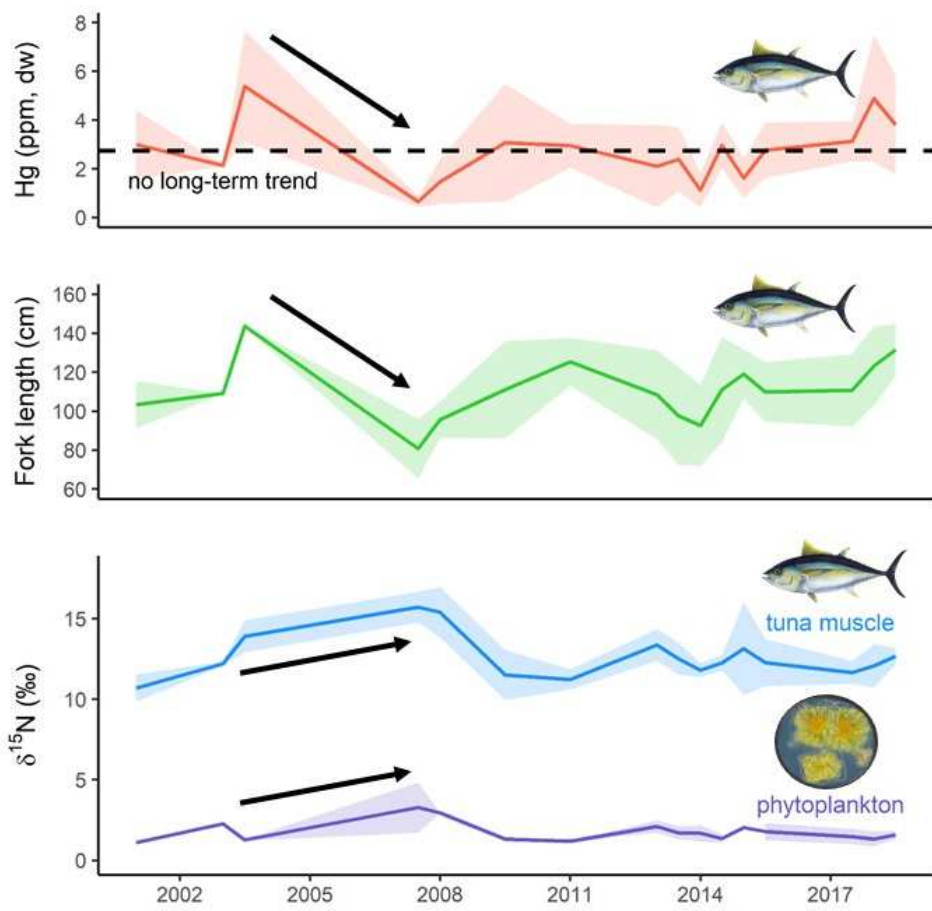 Hg (ppm, dw)
8
6
4
2
0
no long-term trend
Fork length (cm)
160
140
120
100
80
60
δ¹⁵N (‰)
15
10
5
0
tuna muscle
phytoplankton
2002 2005 2008 2011 2014 2017